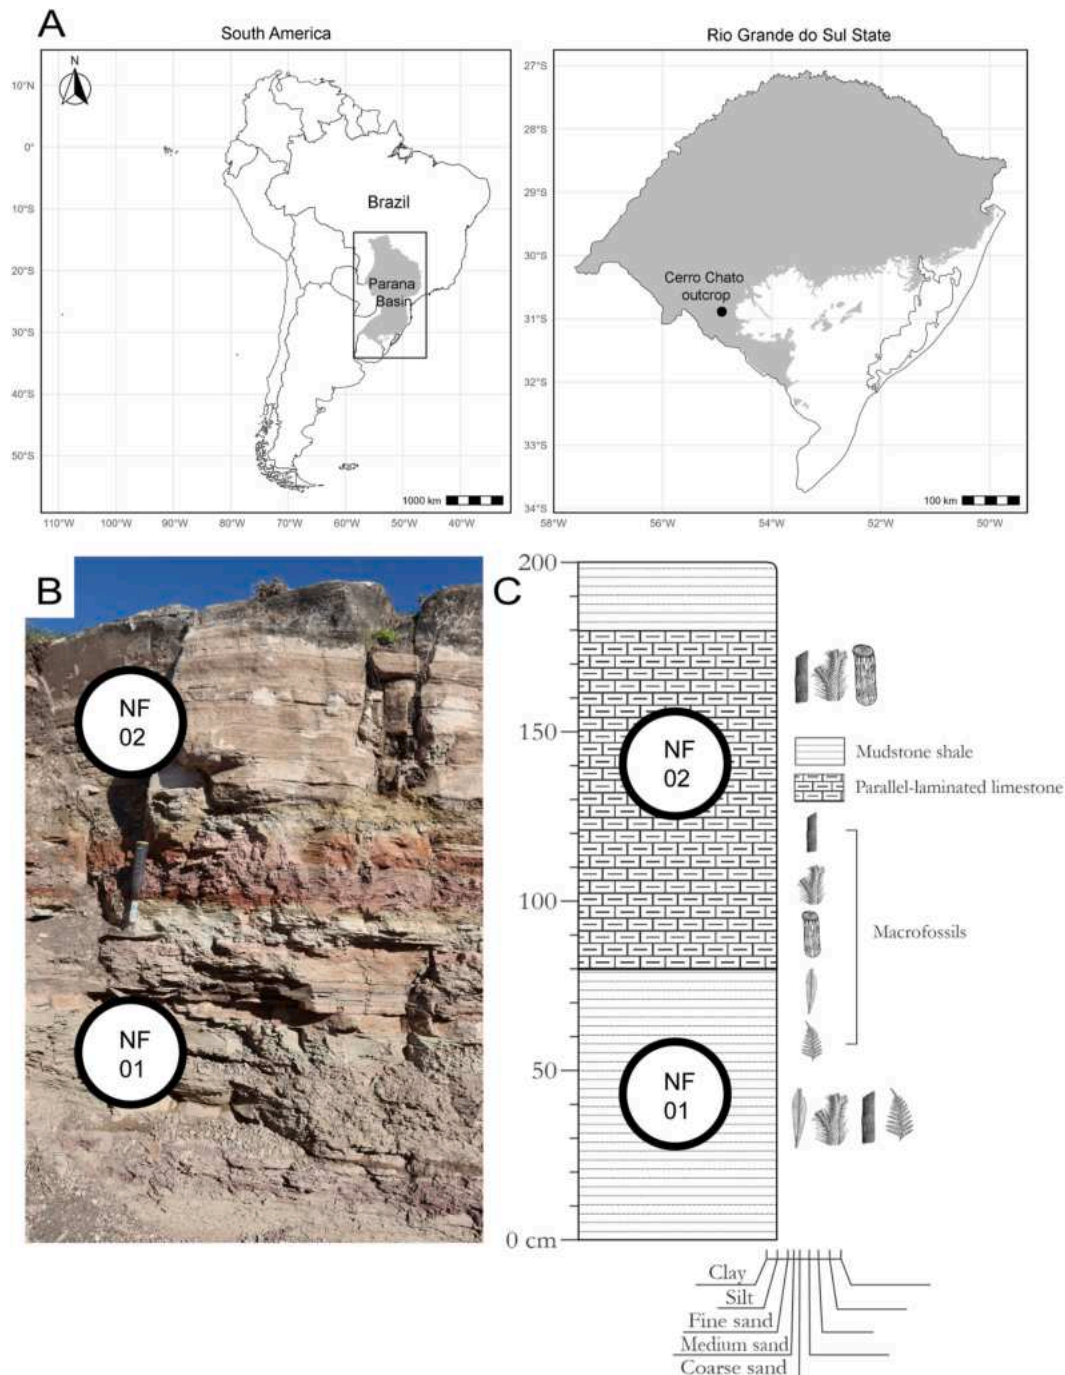 A
South America
N
10°N
0°
10°S
20°S
30°S
40°S
50°S
Brazil
Parana
Basin
1000 km
110°W
100°W
90°W
80°W
70°W
60°W
50°W
40°W
Rio Grande do Sul State
27°S
28°S
29°S
30°S
31°S
32°S
33°S
34°S
Cerro Chato
outcrop
100 km
58°W
56°W
54°W
52°W
50°W
B
NF
02
NF
01
C
200
150
100
50
0 cm
NF
02
NF
01
Mudstone shale
Parallel-laminated limestone
Macrofossils
Clay
Silt
Fine sand
Medium sand
Coarse sand